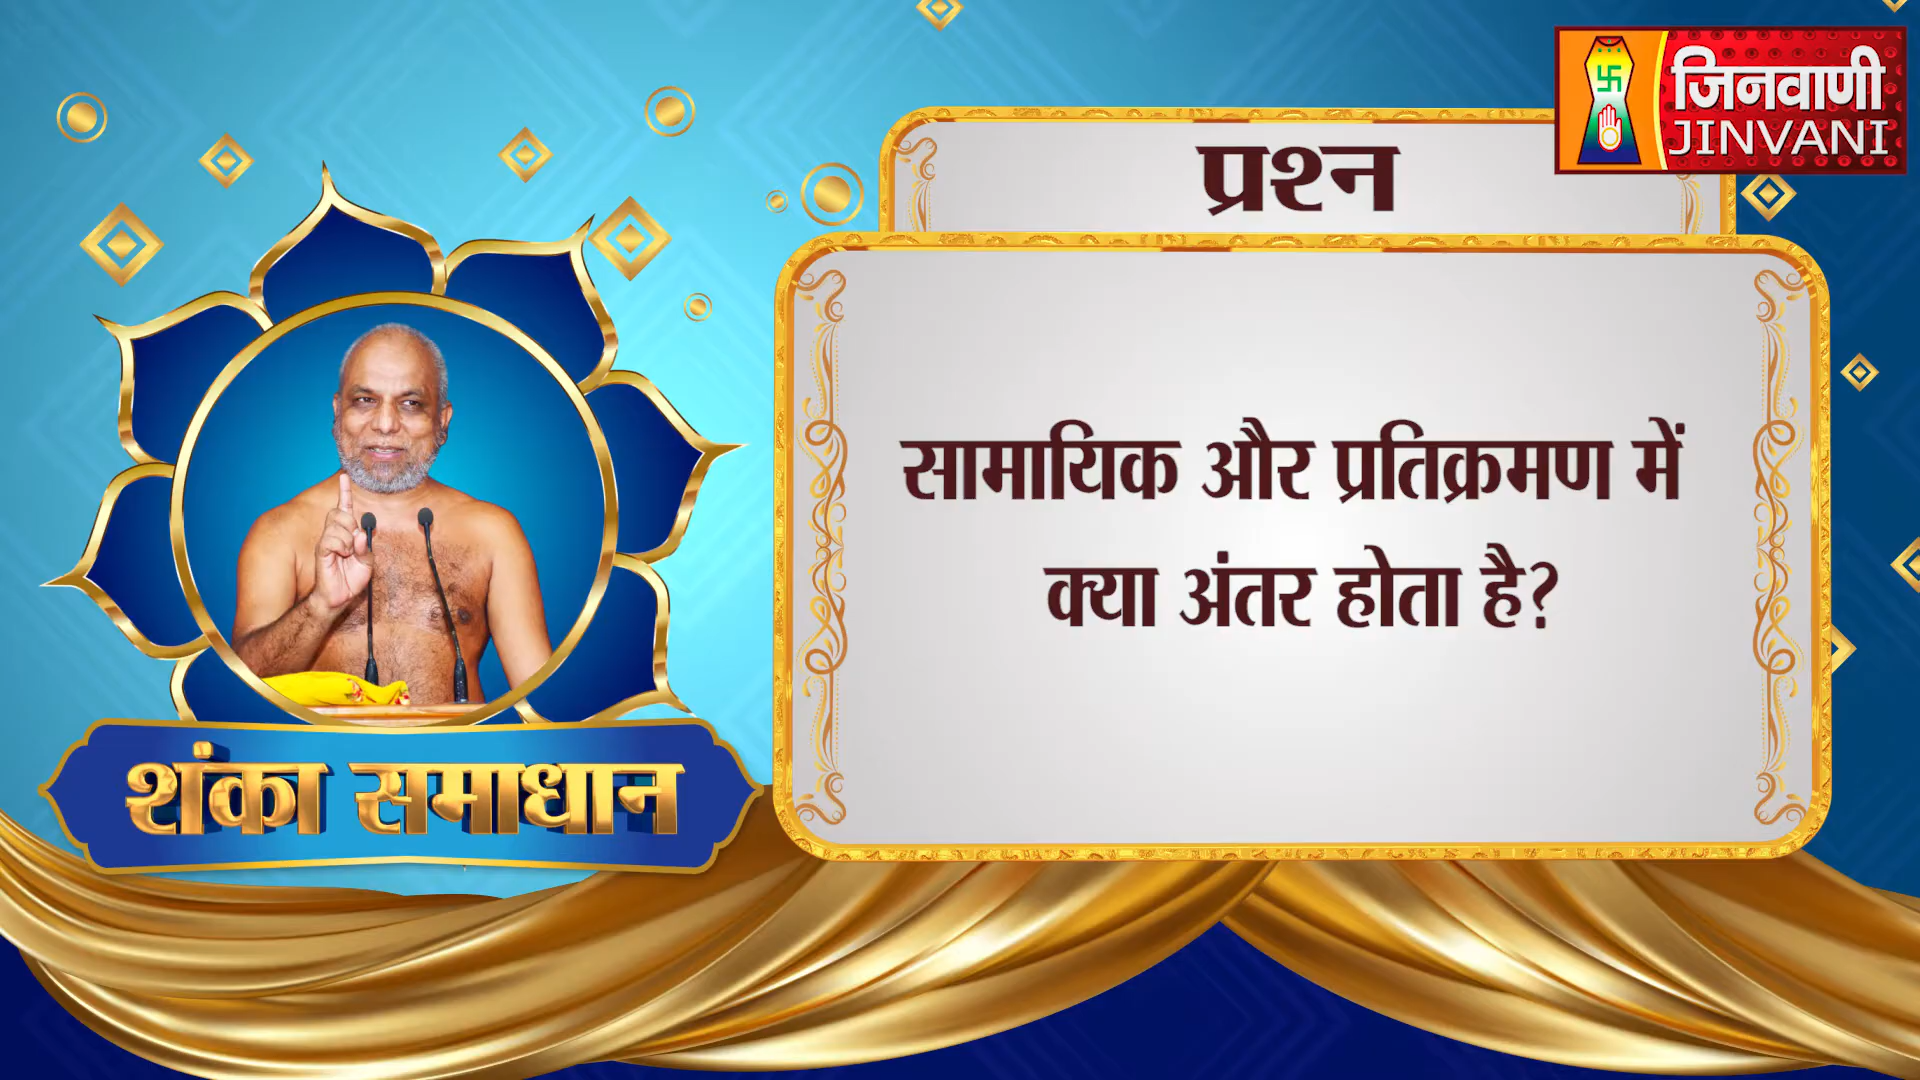 जिनवाणी
JINVANI
प्रश्न
सामायिक और प्रतिक्रमण में
क्या अंतर होता है?
शंका समाधान